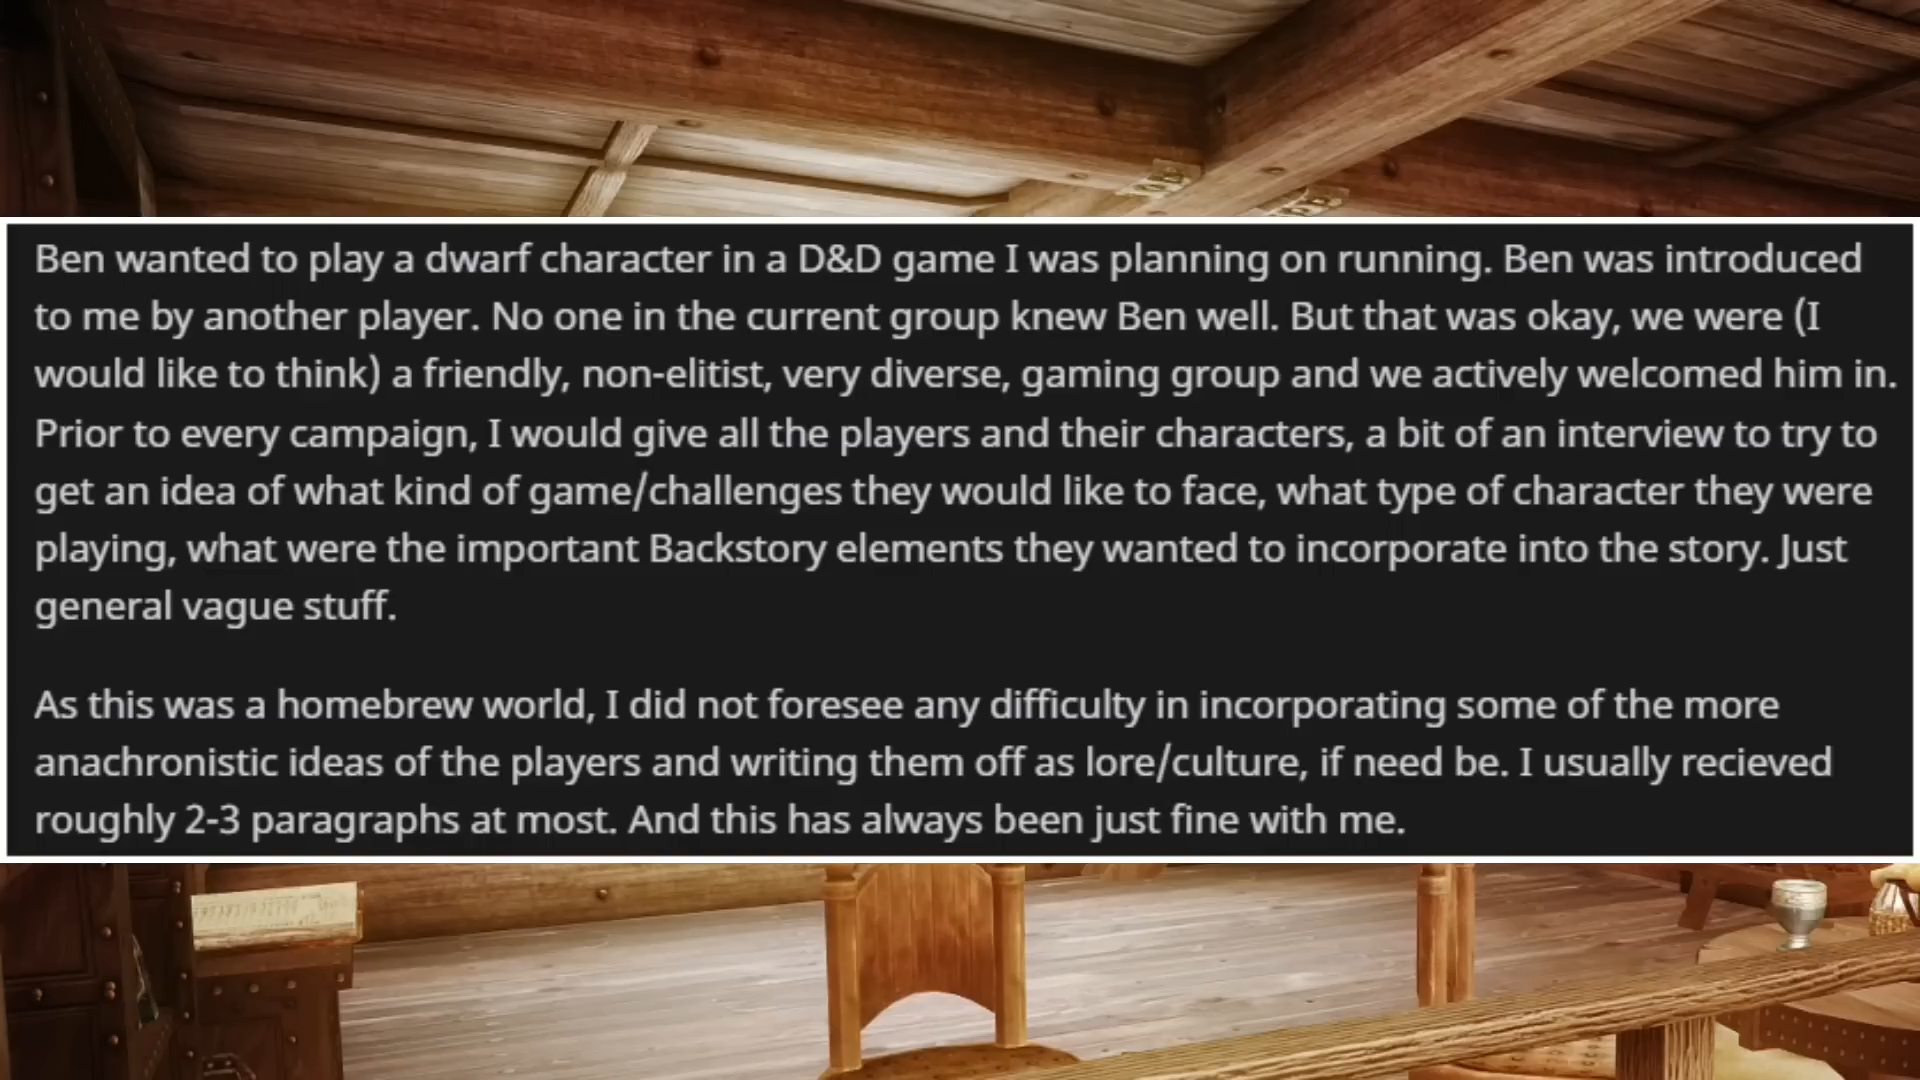 Ben wanted to play a dwarf character in a D&D game I was planning on running. Ben was introduced
to me by another player. No one in the current group knew Ben well. But that was okay, we were (I
would like to think) a friendly, non-elitist, very diverse, gaming group and we actively welcomed him in.
Prior to every campaign, I would give all the players and their characters, a bit of an interview to try to
get an idea of what kind of game/challenges they would like to face, what type of character they were
playing, what were the important Backstory elements they wanted to incorporate into the story. Just
general vague stuff.
As this was a homebrew world, I did not foresee any difficulty in incorporating some of the more
anachronistic ideas of the players and writing them off as lore/culture, if need be. I usually recieved
roughly 2-3 paragraphs at most. And this has always been just fine with me.